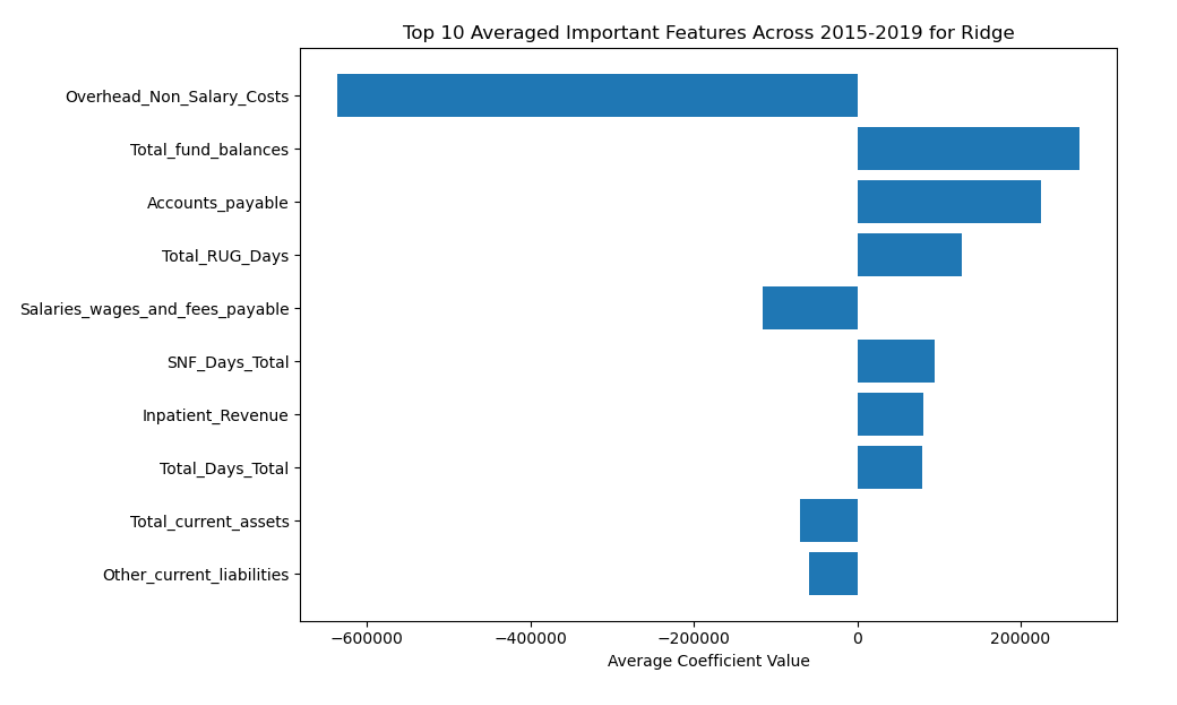 Top 10 Averaged Important Features Across 2015-2019 for Ridge
Overhead_Non_Salary_Costs
Total_fund_balances
Accounts_payable
Total_RUG_Days
Salaries_wages_and_fees_payable
SNF_Days_Total
Inpatient_Revenue
Total_Days_Total
Total_current_assets
Other_current_liabilities
−600000 −400000 −200000 0 200000
Average Coefficient Value